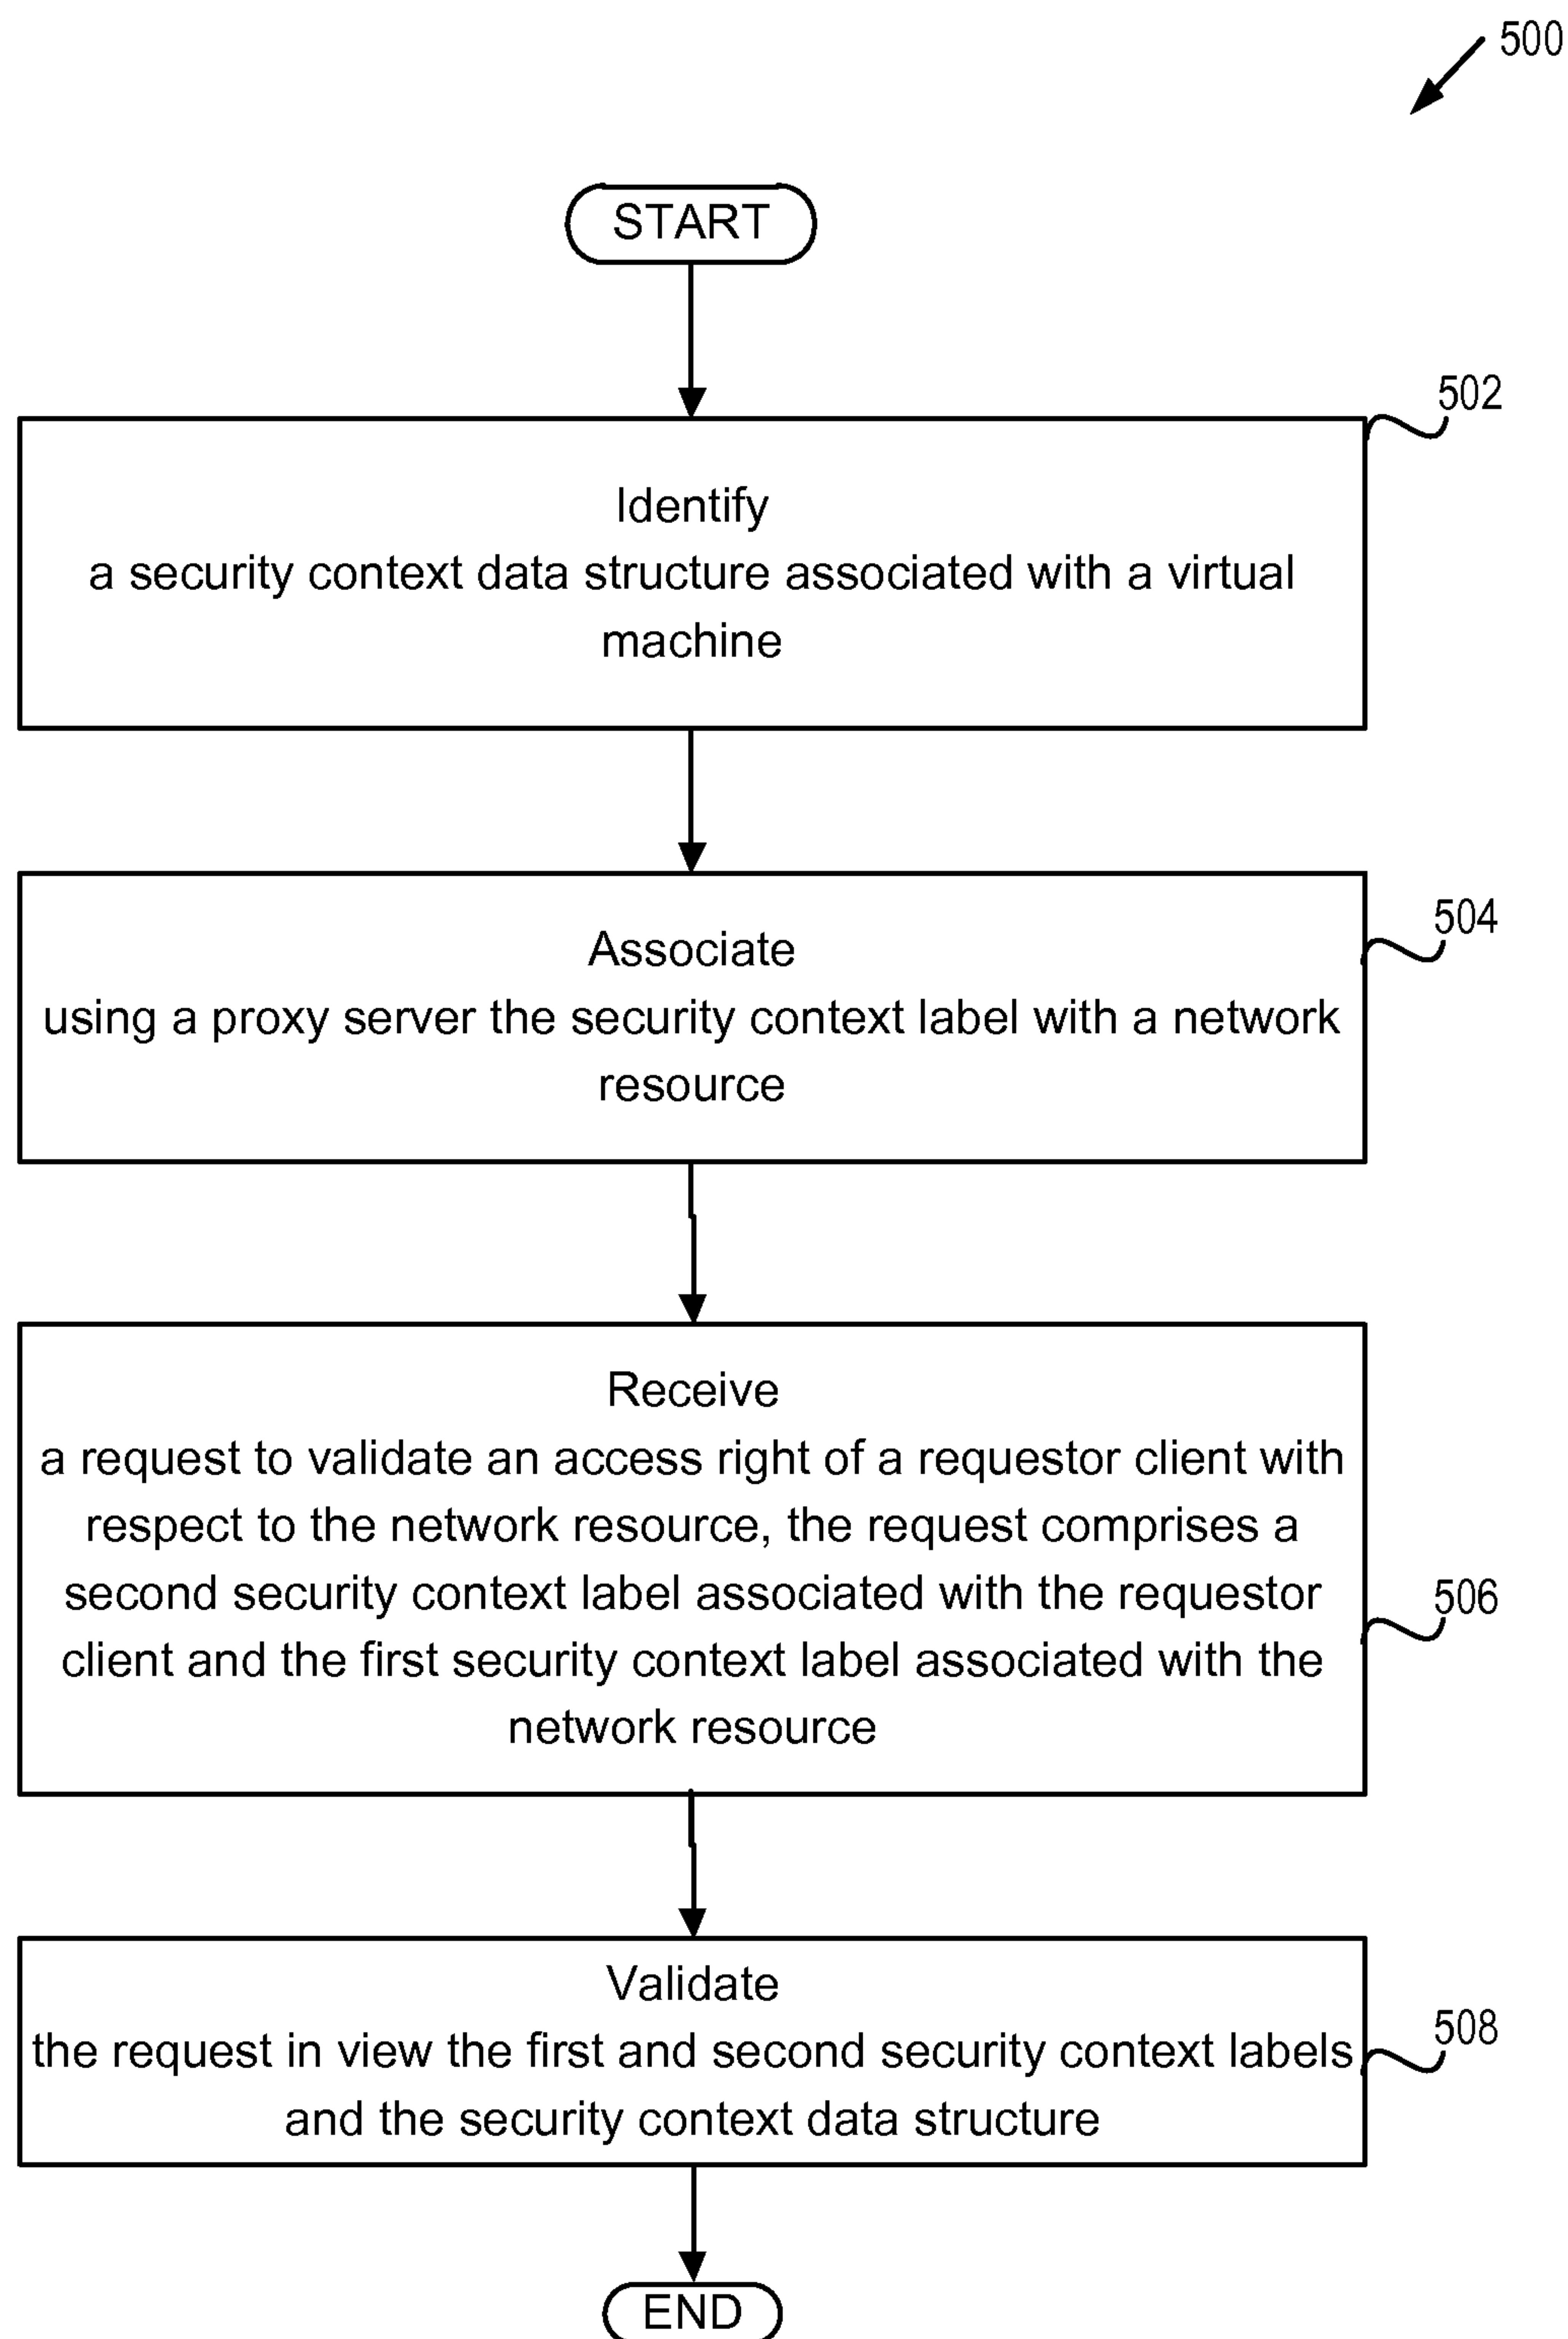 500
START
502
Identify
a security context data structure associated with a virtual
machine
504
Associate
using a proxy server the security context label with a network
resource
Receive
a request to validate an access right of a requestor client with
respect to the network resource, the request comprises a
second security context label associated with the requestor
506
client and the first security context label associated with the
network resource
Validate
508
the request in view the first and second security context labels
and the security context data structure
END